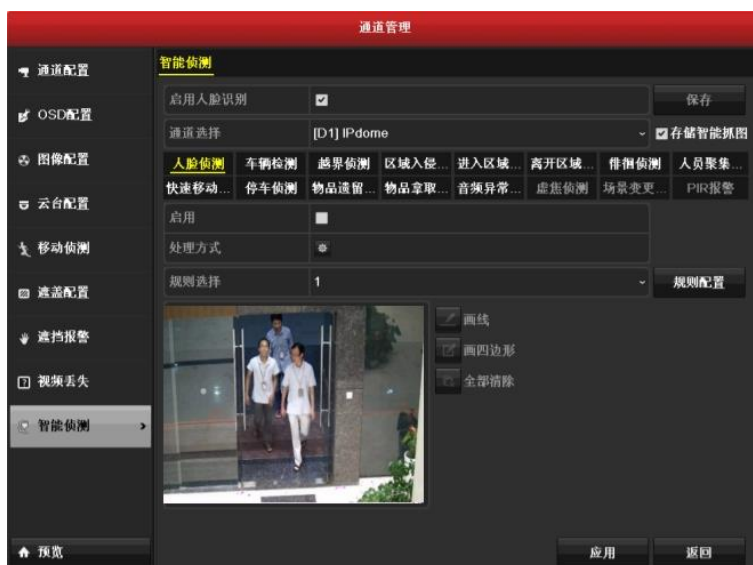 通道管理
通道配置
OSD配置
图像配置
云台配置
移动侦测
遮盖配置
遮挡报警
视频丢失
智能侦测
预览
智能侦测
启用人脸识别
保存
通道选择 [D1] IPdome 存储智能抓图
人脸侦测 车辆检测 越界侦测 区域入侵... 进入区域... 离开区域... 徘徊侦测 人员聚集...
快速移动... 停车侦测 物品遗留... 物品拿取... 音频异常... 虚焦侦测 场景变更... PIR报警
启用
处理方式
规则选择 1 规则配置
画线
画四边形
全部清除
应用 返回